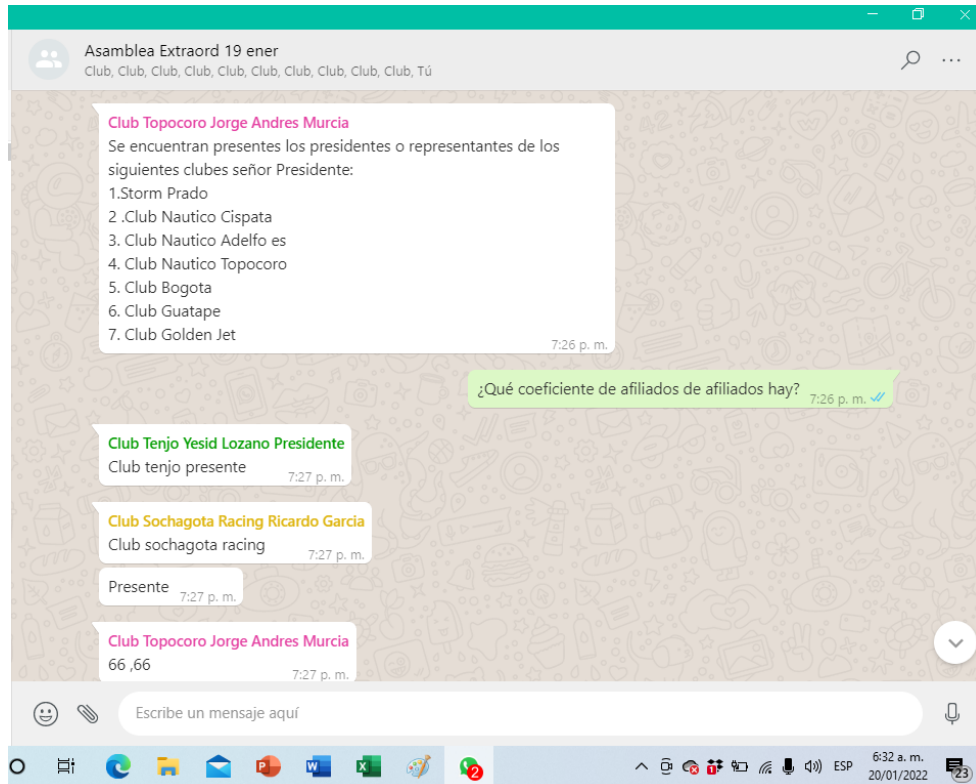 Asamblea Extraord 19 ener
Club, Club, Club, Club, Club, Club, Club, Club, Club, Club, Tú
Club Topocoro Jorge Andres Murcia
Se encuentran presentes los presidentes o representantes de los
siguientes clubes señor Presidente:
1.Storm Prado
2 .Club Nautico Cispata
3. Club Nautico Adelfo es
4. Club Nautico Topocoro
5. Club Bogota
6. Club Guatape
7. Club Golden Jet
7:26 p. m.
¿Qué coeficiente de afiliados de afiliados hay?
7:26 p. m.
Club Tenjo Yesid Lozano Presidente
Club tenjo presente
7:27 p. m.
Club Sochagota Racing Ricardo Garcia
Club sochagota racing
7:27 p. m.
Presente
7:27 p. m.
Club Topocoro Jorge Andres Murcia
66 ,66
7:27 p. m.
Escribe un mensaje aquí
2
ESP
6:32 a. m.
20/01/2022
23